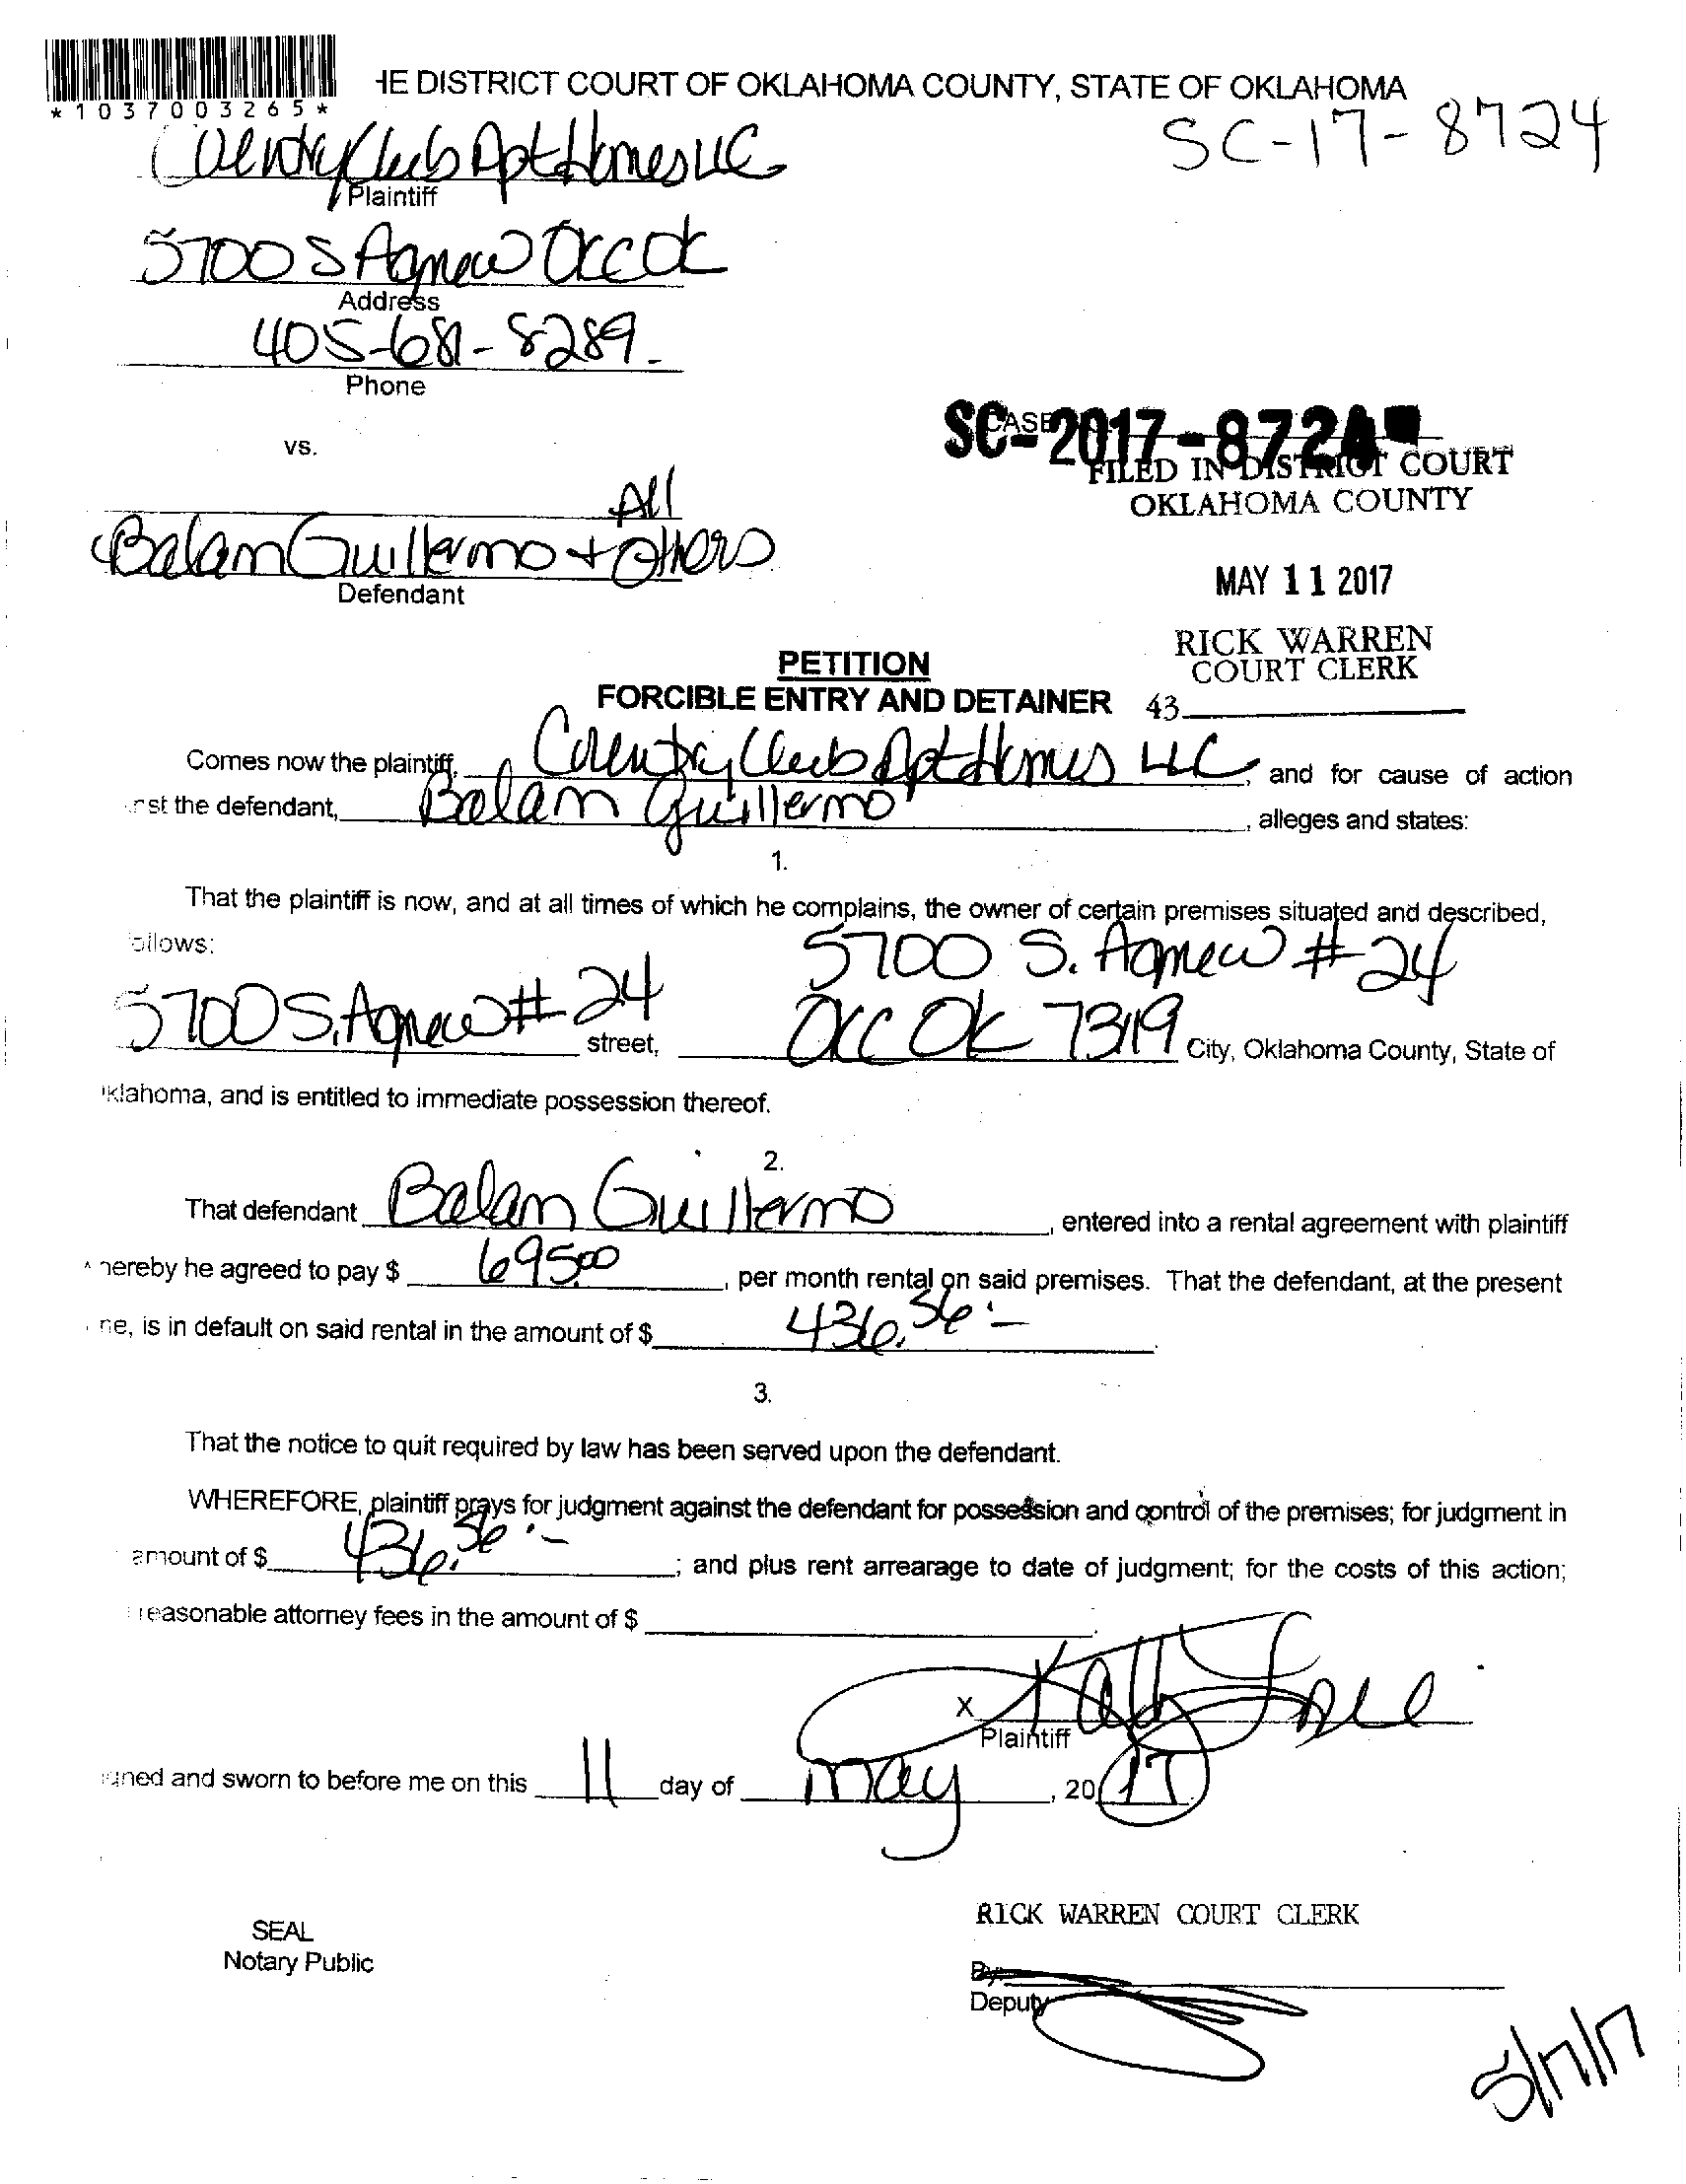 *1037003265*
HE DISTRICT COURT OF OKLAHOMA COUNTY, STATE OF OKLAHOMA
SC-17-8724
Country Club Apt Homes LLC
Plaintiff
5700 S Agnew OKC OK
Address
405-681-8289
Phone
vs.
SC-2017-8724
CASE
FILED IN DISTRICT COURT
OKLAHOMA COUNTY
All
Balam Guillermo + Others
Defendant
MAY 11 2017
RICK WARREN
COURT CLERK
43
PETITION
FORCIBLE ENTRY AND DETAINER
Comes now the plaintiff, Country Club Apt Homes LLC, and for cause of action
nst the defendant, Balam Guillermo, alleges and states:
1.
That the plaintiff is now, and at all times of which he complains, the owner of certain premises situated and described,
ollows:
5700 S. Agnew #24
5700 S. Agnew #24 street, OKC OK 73119 City, Oklahoma County, State of
klahoma, and is entitled to immediate possession thereof.
2.
That defendant Balam Guillermo, entered into a rental agreement with plaintiff
hereby he agreed to pay $ 695.00, per month rental on said premises. That the defendant, at the present
ne, is in default on said rental in the amount of $ 436.36
3.
That the notice to quit required by law has been served upon the defendant.
WHEREFORE, plaintiff prays for judgment against the defendant for possession and control of the premises; for judgment in
amount of $ 436.36; and plus rent arrearage to date of judgment; for the costs of this action;
reasonable attorney fees in the amount of $
X
Plaintiff
igned and sworn to before me on this 11 day of May, 2017
RICK WARREN COURT CLERK
SEAL
Notary Public
By:
Deputy
5/17/17